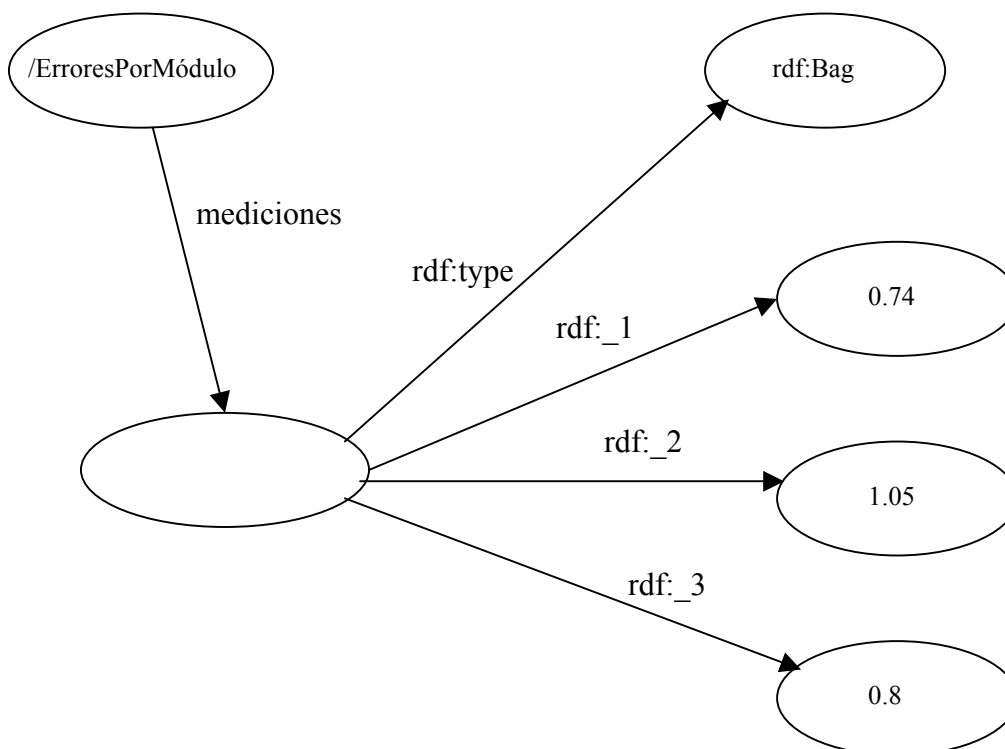 /ErroresPorMódulo
rdf:Bag
mediciones
rdf:type
rdf:_1
0.74
rdf:_2
1.05
rdf:_3
0.8